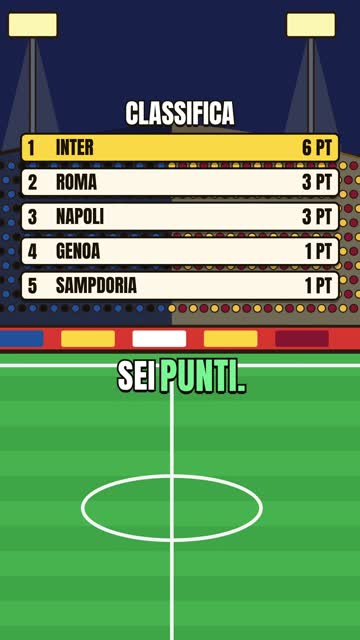 CLASSIFICA
1 INTER 6 PT
2 ROMA 3 PT
3 NAPOLI 3 PT
4 GENOA 1 PT
5 SAMPDORIA 1 PT
SEI PUNTI.